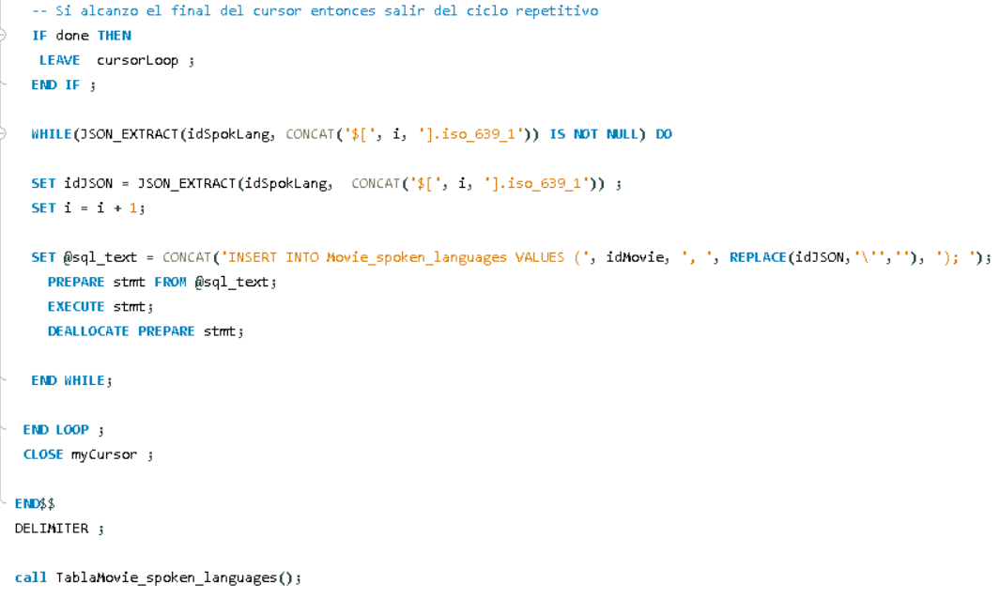 -- Si alcanzo el final del cursor entonces salir del ciclo repetitivo
IF done THEN
LEAVE  cursorLoop ;
END IF ;
WHILE(JSON_EXTRACT(idSpokLang, CONCAT('$[', i, '].iso_639_1')) IS NOT NULL) DO
SET idJSON = JSON_EXTRACT(idSpokLang,  CONCAT('$[', i, '].iso_639_1')) ;
SET i = i + 1;
SET @sql_text = CONCAT('INSERT INTO Movie_spoken_languages VALUES (', idMovie, ', ', REPLACE(idJSON,'\'',''), '); ');
PREPARE stmt FROM @sql_text;
EXECUTE stmt;
DEALLOCATE PREPARE stmt;
END WHILE;
END LOOP ;
CLOSE myCursor ;
END$$
DELIMITER ;
call TablaMovie_spoken_languages();